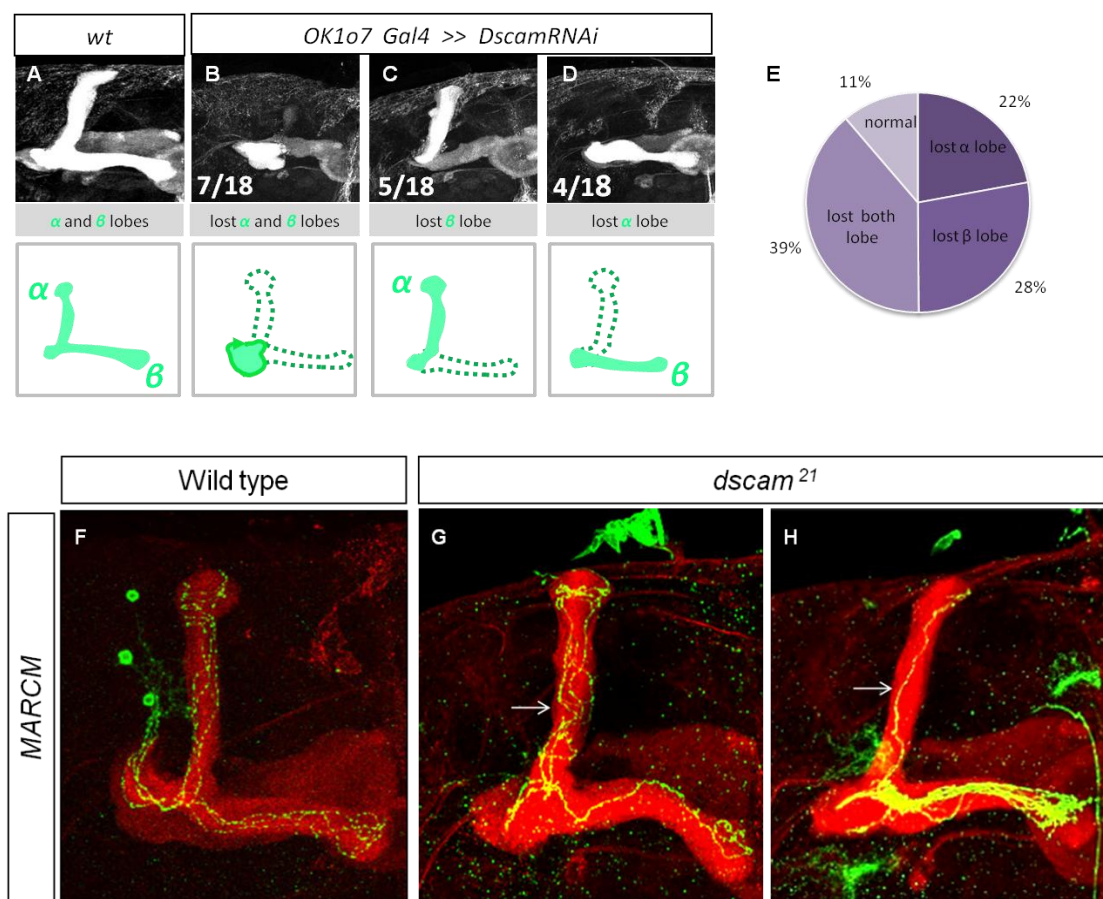 wt
OK1o7 Gal4 >> DscamRNAi
A
B
C
D
E
7/18
5/18
4/18
α and β lobes
lost α and β lobes
lost β lobe
lost α lobe
α
β
α
β
11%
22%
normal
lost α lobe
lost both
lobe
lost β lobe
39%
28%
Wild type
dscam²¹
MARCM
F
G
H